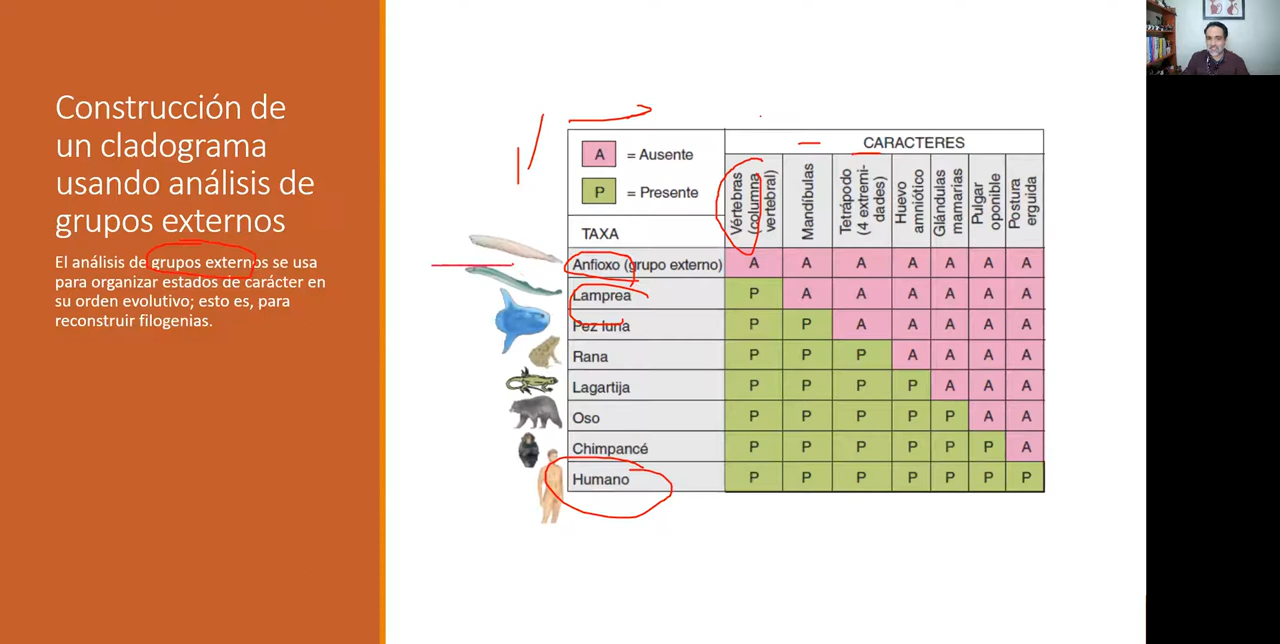 Construcción de
un cladograma
usando análisis de
grupos externos
El análisis de grupos externos se usa
para organizar estados de carácter en
su orden evolutivo; esto es, para
reconstruir filogenias.
A = Ausente
P = Presente
TAXA
CARACTERES
Vértebras
(columna
vertebral)
Mandíbulas
Tetrápodo
(4 extremi-
dades)
Huevo
amniótico
Glándulas
mamarias
Pulgar
oponible
Postura
erguida
Anfioxo (grupo externo) A A A A A A A
Lamprea P A A A A A A
Pez luna P P A A A A A
Rana P P P A A A A
Lagartija P P P P A A A
Oso P P P P P A A
Chimpancé P P P P P P A
Humano P P P P P P P